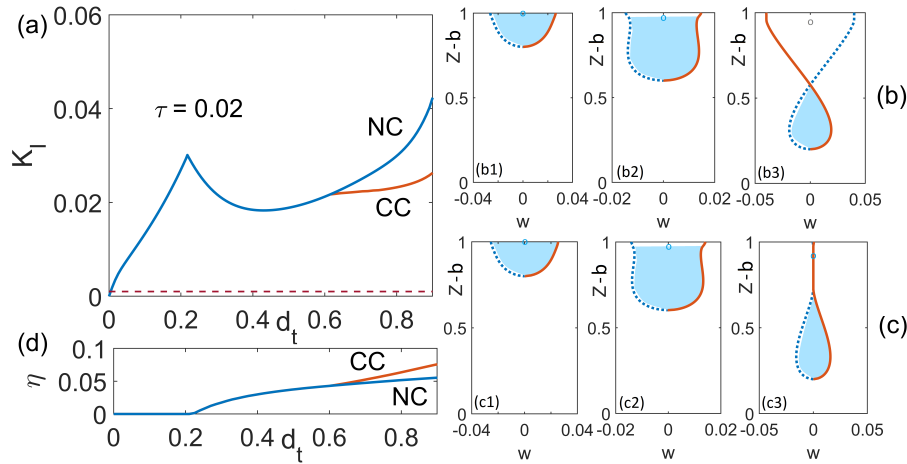 (a)
0.06
0.04
0.02
0
K_I
τ = 0.02
NC
CC
0
0.2
0.4
0.6
0.8
d_t
(d)
0.1
0.05
0
η
CC
NC
0
0.2
0.4
0.6
0.8
d_t
1
0.5
0
Z-b
(b1)
-0.04
0
0.04
w
1
0.5
0
Z-b
(b2)
-0.02
0
0.02
w
1
0.5
0
Z-b
(b3)
-0.05
0
0.05
w
(b)
1
0.5
0
Z-b
(c1)
-0.04
0
0.04
w
1
0.5
0
Z-b
(c2)
-0.02
0
0.02
w
1
0.5
0
Z-b
(c3)
-0.05
0
0.05
w
(c)